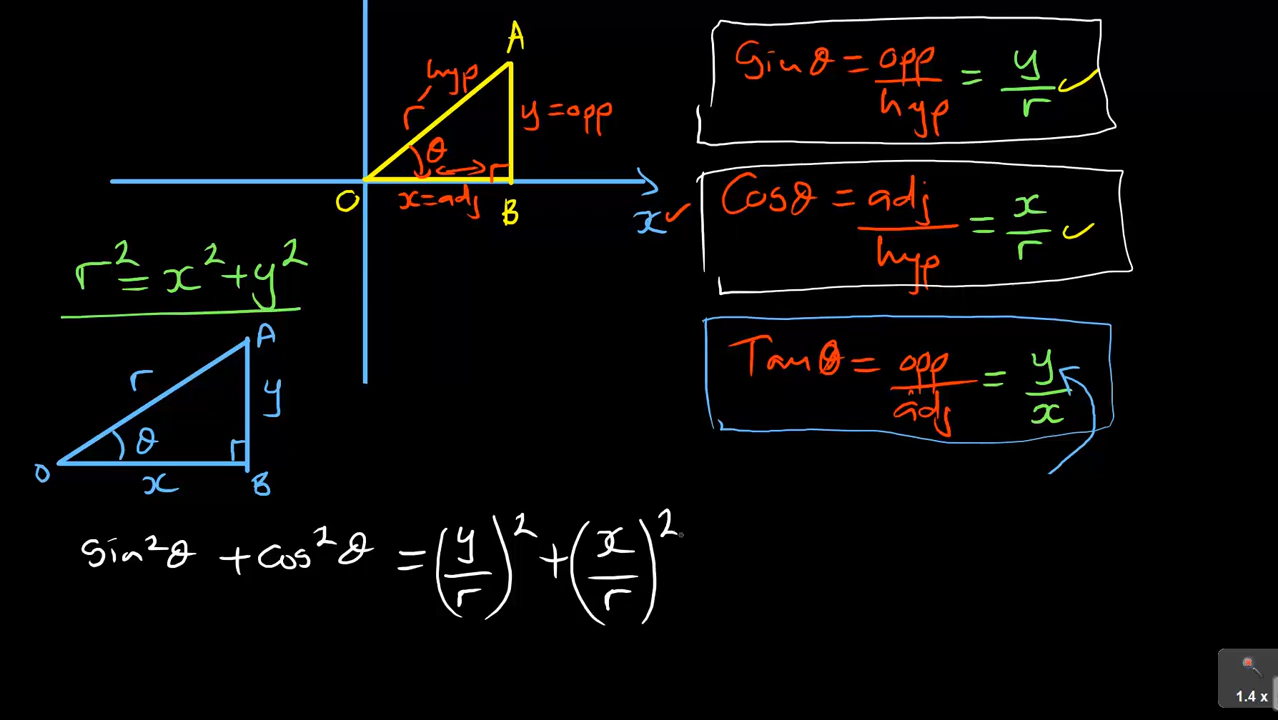 A
hyp
r
y = opp
θ
O
x = adj
B
x
Sin θ = opp/hyp = y/r
Cos θ = adj/hyp = x/r
Tan θ = opp/adj = y/x
r² = x² + y²
A
r
y
θ
O
x
B
sin²θ + cos²θ = (y/r)² + (x/r)²
1.4 x